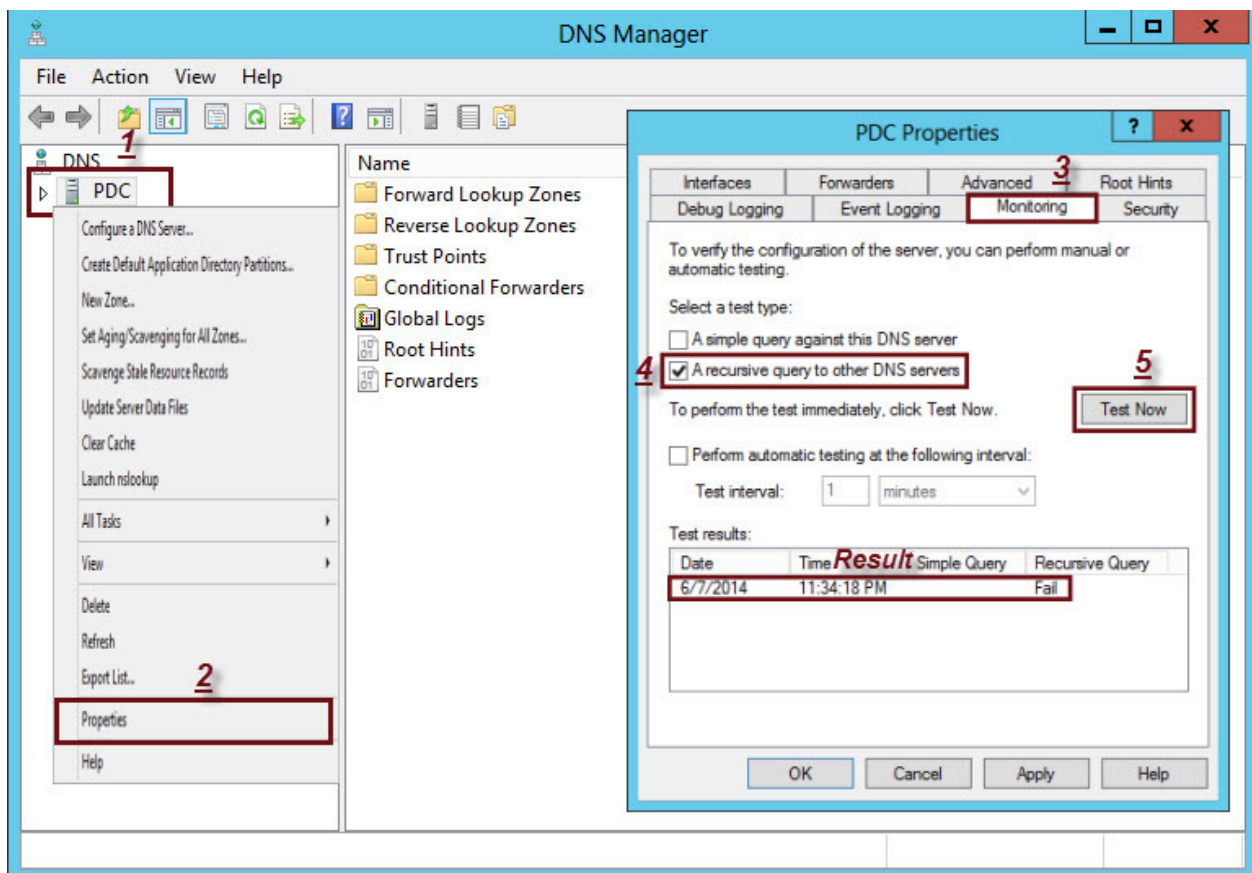 DNS Manager
File Action View Help
1
DNS
PDC
Configure a DNS Server...
Create Default Application Directory Partitions...
New Zone...
Set Aging/Scavenging for All Zones...
Scavenge Stale Resource Records
Update Server Data Files
Clear Cache
Launch nslookup
All Tasks
View
Delete
Refresh
Export List...
2
Properties
Help
Name
Forward Lookup Zones
Reverse Lookup Zones
Trust Points
Conditional Forwarders
Global Logs
Root Hints
Forwarders
PDC Properties
3
Interfaces Forwarders Advanced Root Hints
Debug Logging Event Logging Monitoring Security
To verify the configuration of the server, you can perform manual or
automatic testing.
Select a test type:
A simple query against this DNS server
4 A recursive query to other DNS servers
5
To perform the test immediately, click Test Now. Test Now
Perform automatic testing at the following interval:
Test interval: 1 minutes
Test results:
Date Time Result Simple Query Recursive Query
6/7/2014 11:34:18 PM Fail
OK Cancel Apply Help